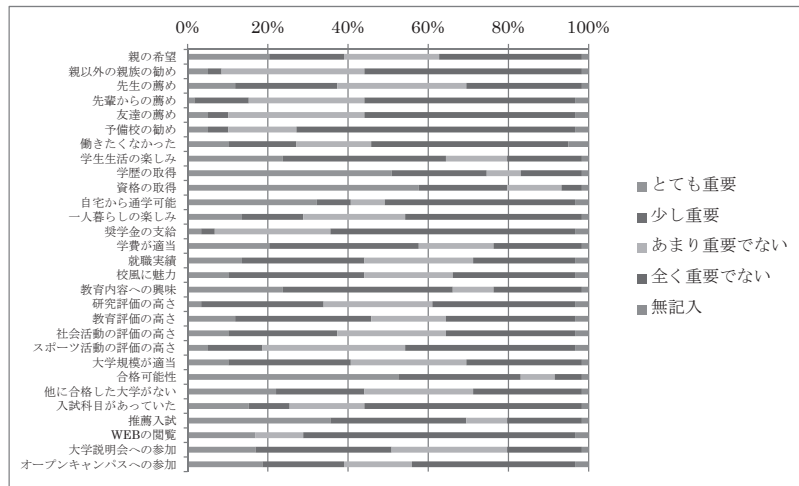 0% 20% 40% 60% 80% 100%
親の希望
親以外の親族の勧め
先生の薦め
先輩からの薦め
友達の薦め
予備校の勧め
働きたくなかった
学生生活の楽しみ
学歴の取得
資格の取得
自宅から通学可能
一人暮らしの楽しみ
奨学金の支給
学費が適当
就職実績
校風に魅力
教育内容への興味
研究評価の高さ
教育評価の高さ
社会活動の評価の高さ
スポーツ活動の評価の高さ
大学規模が適当
合格可能性
他に合格した大学がない
入試科目があっていた
推薦入試
WEBの閲覧
大学説明会への参加
オープンキャンパスへの参加
とても重要
少し重要
あまり重要でない
全く重要でない
無記入